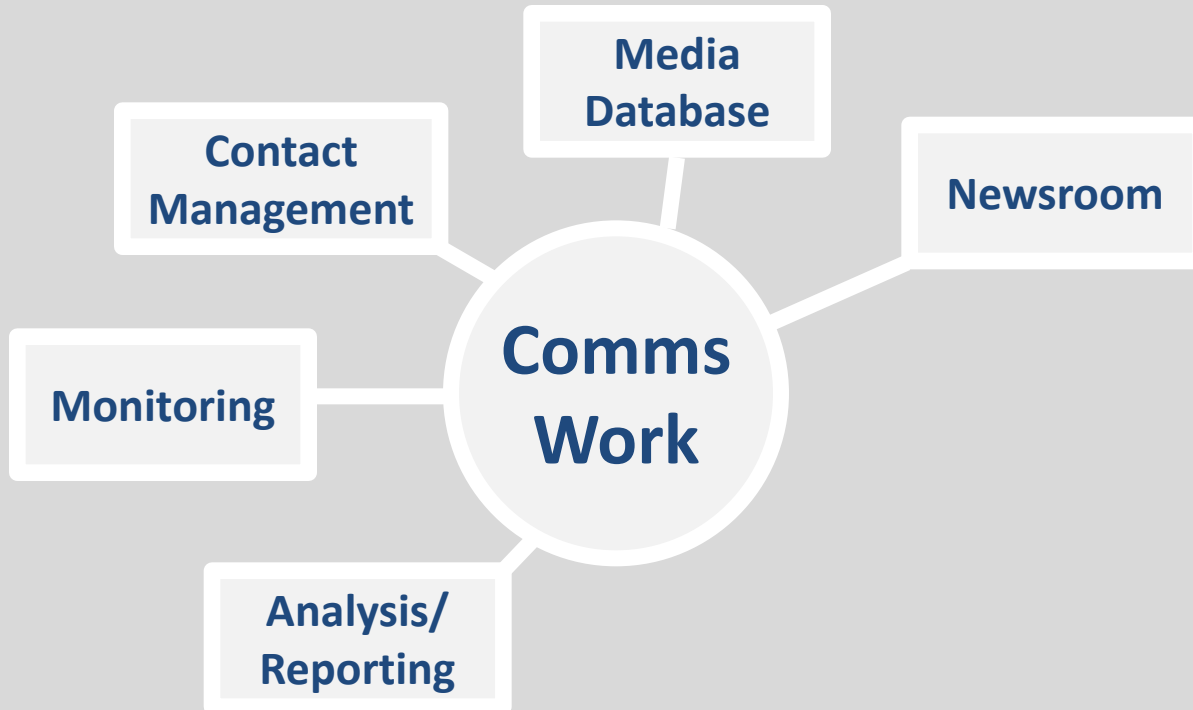 Media
Database
Contact
Management
Newsroom
Comms
Work
Monitoring
Analysis/
Reporting